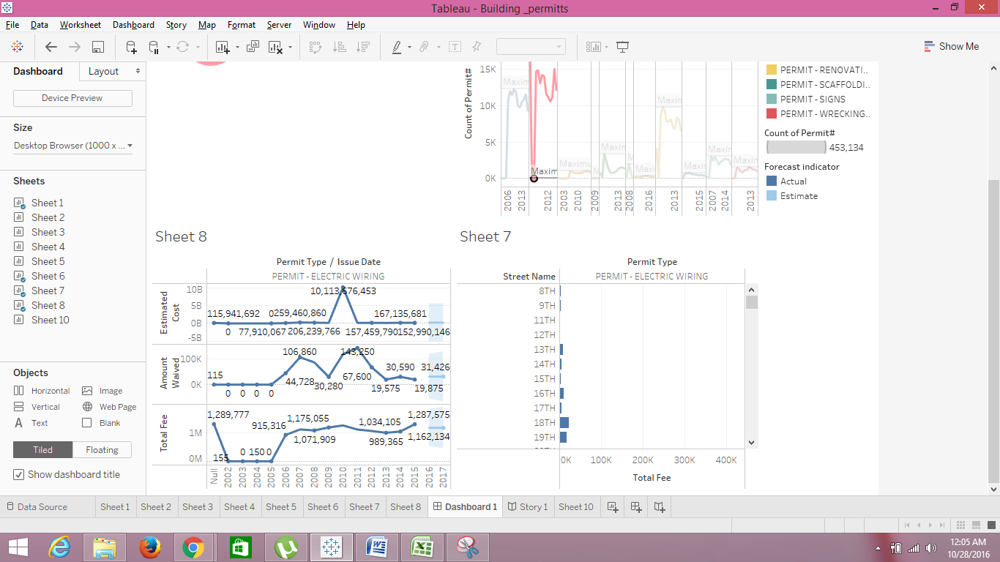 Tableau - Building _permitts
File Data Worksheet Dashboard Story Map Format Server Window Help
Show Me
Dashboard Layout
Device Preview
Size
Desktop Browser (1000 x ...
Sheets
Sheet 1
Sheet 2
Sheet 3
Sheet 4
Sheet 5
Sheet 6
Sheet 7
Sheet 8
Sheet 10
Objects
Horizontal Image
Vertical Web Page
Text Blank
Tiled Floating
Show dashboard title
Count of Permit#
15K
10K
5K
0K
Maxim
Maxim
Maximu
Maxin
M
Maxi
Maxim
Maxi
Maxi
Maxi
2006 2013 2012 2003 2010 2009 2013 2008 2016 2013 2015 2007 2014 2013
PERMIT - RENOVATI..
PERMIT - SCAFFOLDI..
PERMIT - SIGNS
PERMIT - WRECKING..
Count of Permit#
453,134
Forecast indicator
Actual
Estimate
Sheet 8
Permit Type / Issue Date
PERMIT - ELECTRIC WIRING
Estimated Cost
10B
5B
0B
-5B
10,113,676,453
115,941,692 0 259,460,860 167,135,681
0 77,910,067 206,239,766 157,459,790 152,990,146
Amount Waived
100K
0K
106,860 143,250
115 30,590 31,426
44,728 30,280 67,600 19,575 19,875
0 0 0 0
Total Fee
1M
0M
1,289,777 915,316 1,175,055 1,034,105 1,287,575
1,071,909 989,365 1,162,134
155 0 150 0
Null 2002 2003 2004 2005 2006 2007 2008 2009 2010 2011 2012 2013 2014 2015 2016 2017
Sheet 7
Permit Type
Street Name PERMIT - ELECTRIC WIRING
8TH
9TH
11TH
12TH
13TH
14TH
15TH
16TH
17TH
18TH
19TH
0K 100K 200K 300K 400K
Total Fee
Data Source Sheet 1 Sheet 2 Sheet 3 Sheet 4 Sheet 5 Sheet 6 Sheet 7 Sheet 8 Dashboard 1 Story 1 Sheet 10
12:05 AM
10/28/2016